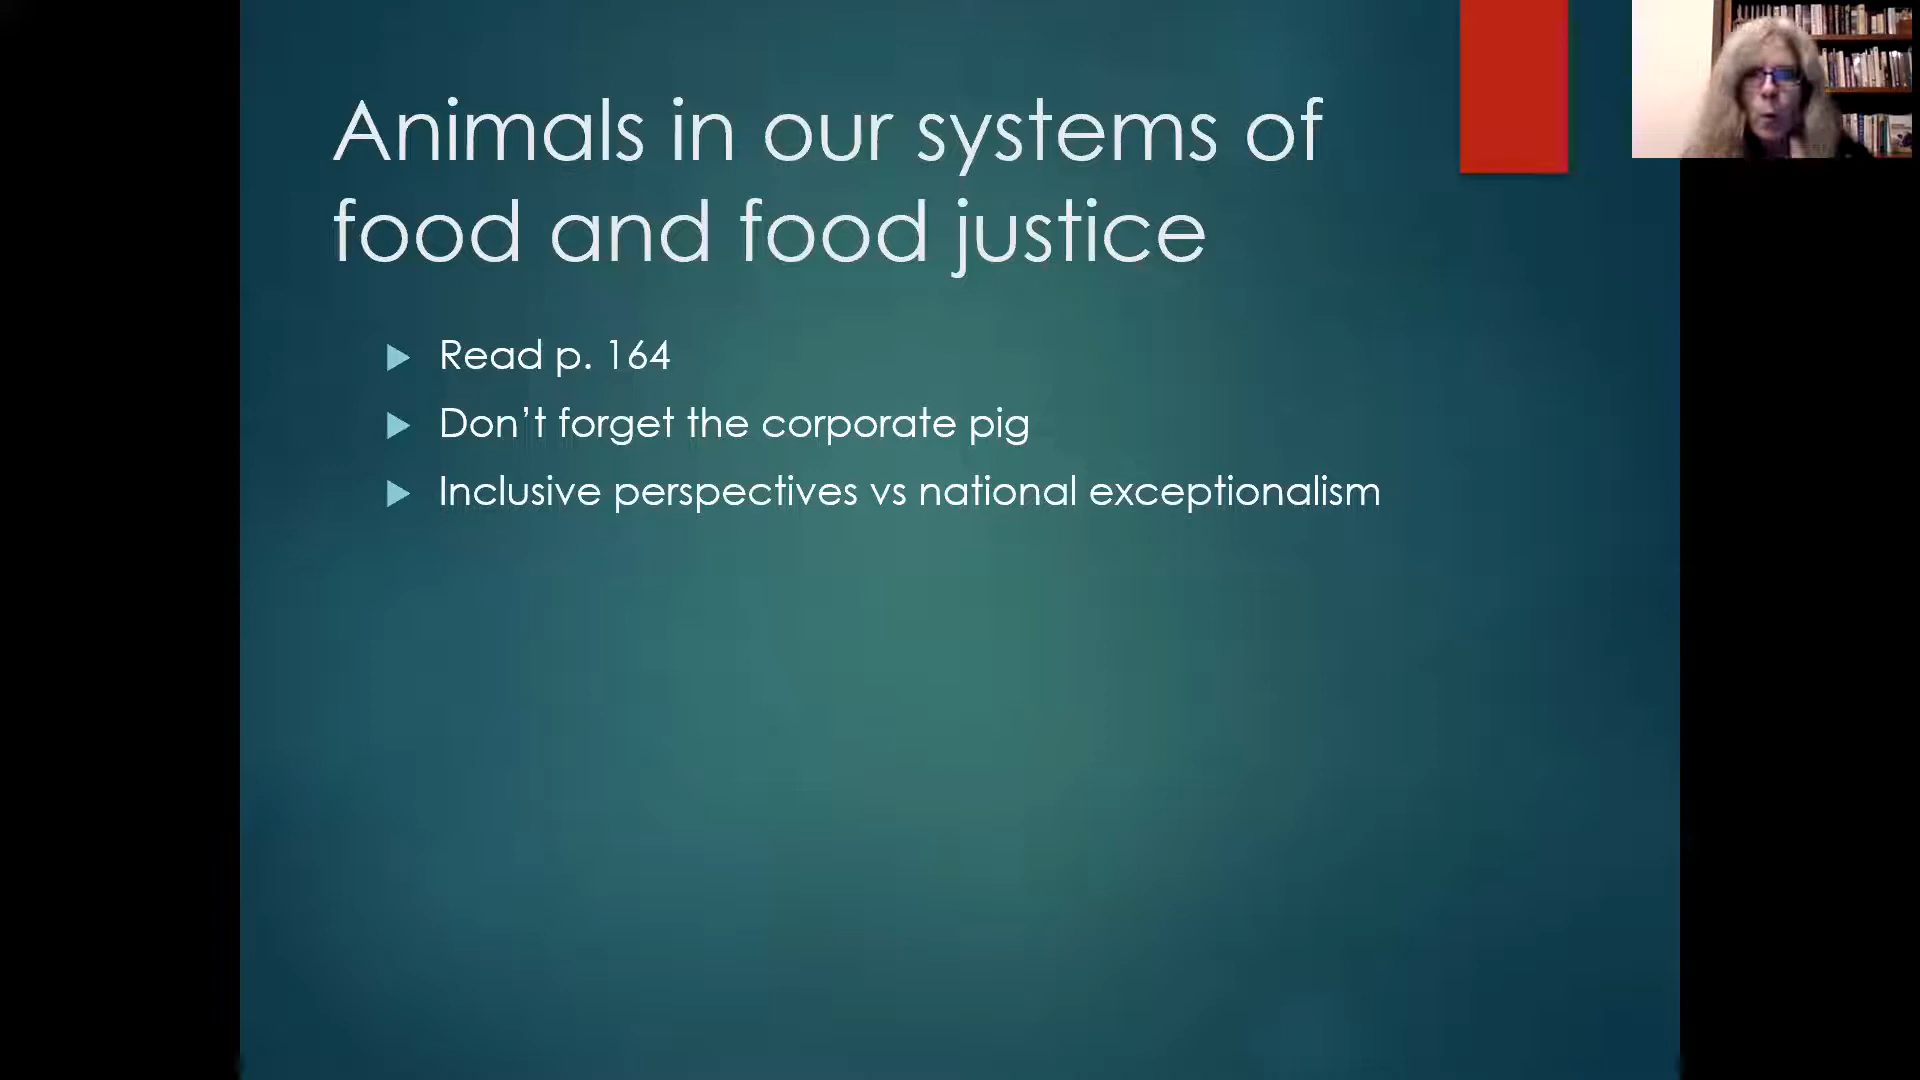 Animals in our systems of
food and food justice
Read p. 164
Don’t forget the corporate pig
Inclusive perspectives vs national exceptionalism